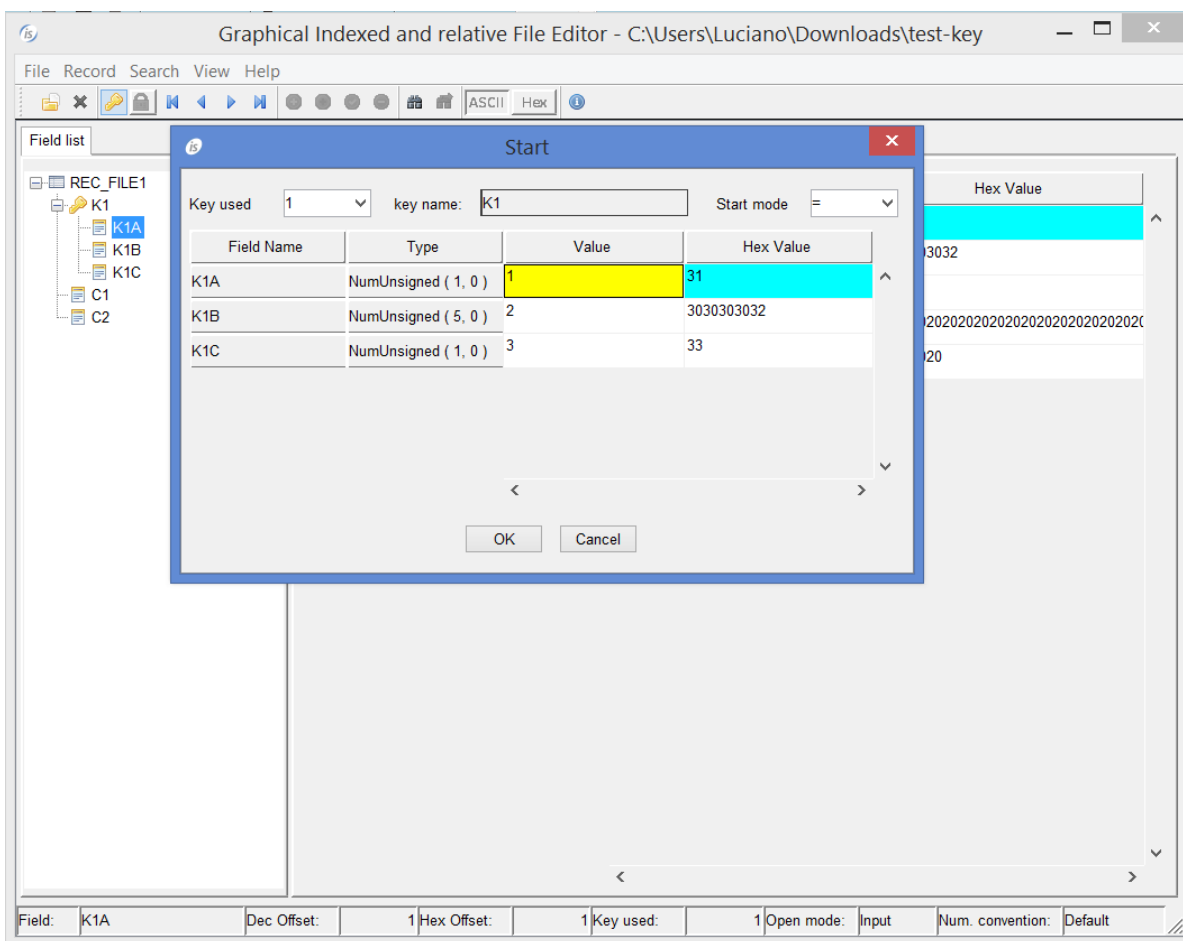 is Graphical Indexed and relative File Editor - C:\Users\Luciano\Downloads\test-key
File Record Search View Help
ASCII Hex
Field list
is Start
REC_FILE1
K1
K1A
K1B
K1C
C1
C2
Key used 1 key name: K1 Start mode =
Field Name Type Value Hex Value
K1A NumUnsigned ( 1, 0 ) 1 31
K1B NumUnsigned ( 5, 0 ) 2 3030303032
K1C NumUnsigned ( 1, 0 ) 3 33
OK Cancel
Hex Value
Field: K1A Dec Offset: 1 Hex Offset: 1 Key used: 1 Open mode: Input Num. convention: Default